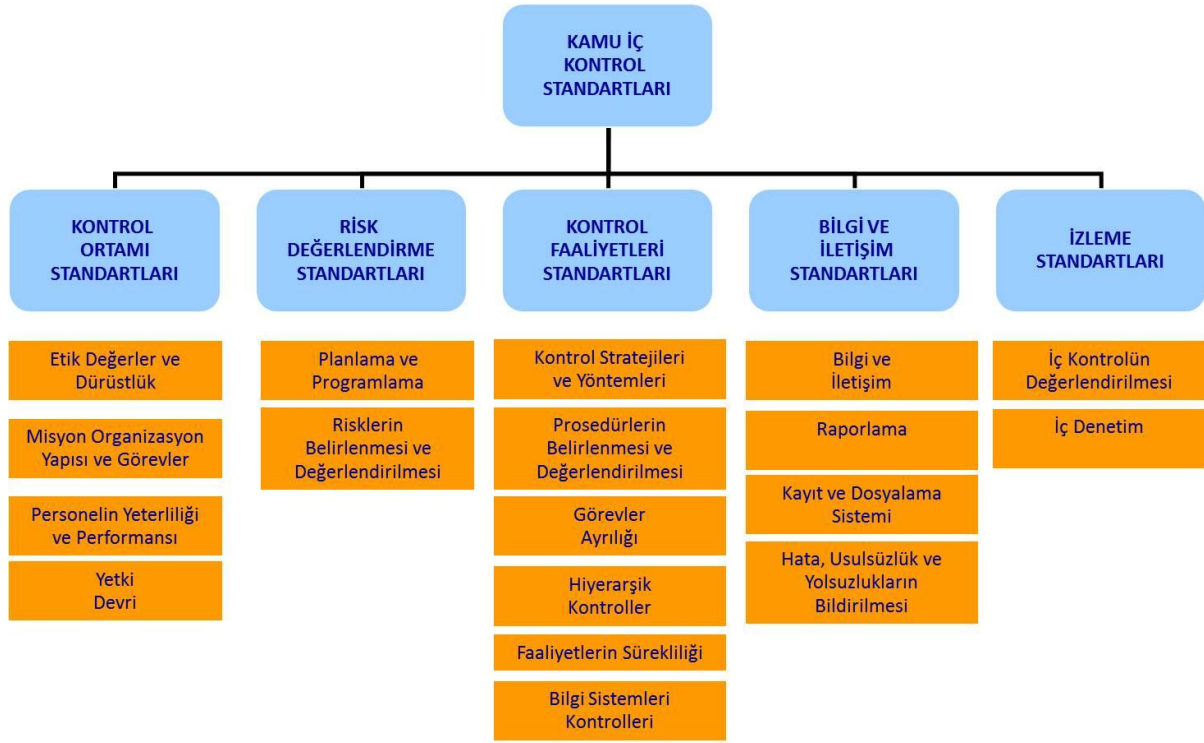 KAMU İÇ
KONTROL
STANDARTLARI
KONTROL
ORTAMI
STANDARTLARI
RİSK
DEĞERLENDİRME
STANDARTLARI
KONTROL
FAALİYETLERİ
STANDARTLARI
BİLGİ VE
İLETİŞİM
STANDARTLARI
İZLEME
STANDARTLARI
Etik Değerler ve
Dürüstlük
Misyon Organizasyon
Yapısı ve Görevler
Personelin Yeterliliği
ve Performansı
Yetki
Devri
Planlama ve
Programlama
Risklerin
Belirlenmesi ve
Değerlendirilmesi
Kontrol Stratejileri
ve Yöntemleri
Prosedürlerin
Belirlenmesi ve
Değerlendirilmesi
Görevler
Ayrılığı
Hiyerarşik
Kontroller
Faaliyetlerin Sürekliliği
Bilgi Sistemleri
Kontrolleri
Bilgi ve
İletişim
Raporlama
Kayıt ve Dosyalama
Sistemi
Hata, Usulsüzlük ve
Yolsuzlukların
Bildirilmesi
İç Kontrolün
Değerlendirilmesi
İç Denetim